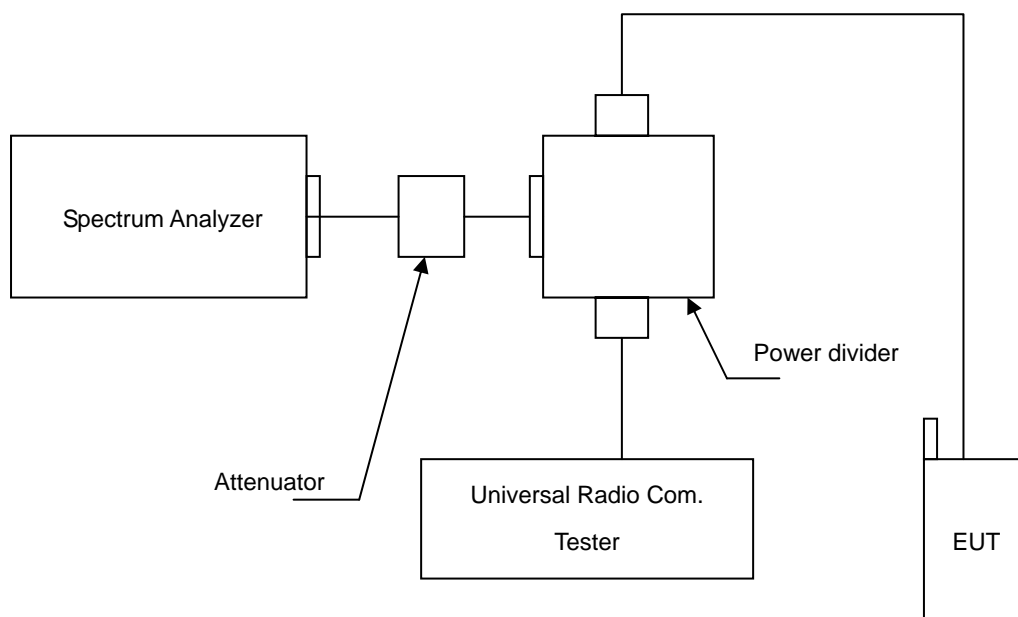 Spectrum Analyzer
Power divider
Attenuator
Universal Radio Com.
Tester
EUT